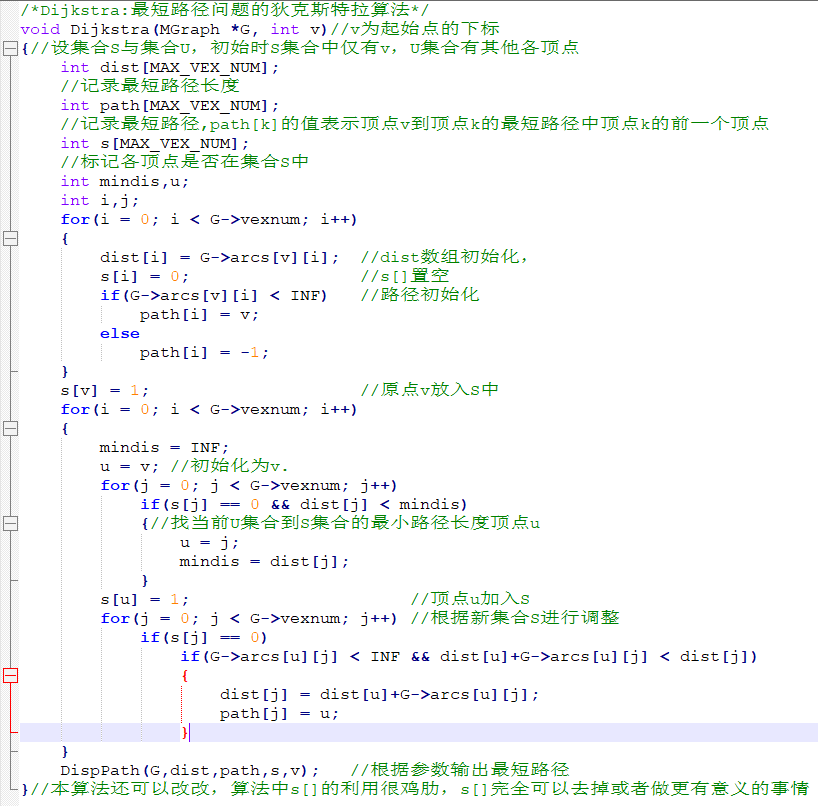 /*Dijkstra:最短路径问题的狄克斯特拉算法*/
void Dijkstra(MGraph *G, int v)//v为起始点的下标
{//设集合S与集合U，初始时S集合中仅有v，U集合有其他各顶点
    int dist[MAX_VEX_NUM];
    //记录最短路径长度
    int path[MAX_VEX_NUM];
    //记录最短路径,path[k]的值表示顶点v到顶点k的最短路径中顶点k的前一个顶点
    int s[MAX_VEX_NUM];
    //标记各顶点是否在集合S中
    int mindis,u;
    int i,j;
    for(i = 0; i < G->vexnum; i++)
    {
        dist[i] = G->arcs[v][i];  //dist数组初始化，
        s[i] = 0;                 //s[]置空
        if(G->arcs[v][i] < INF)   //路径初始化
            path[i] = v;
        else
            path[i] = -1;
    }
    s[v] = 1;                     //原点v放入S中
    for(i = 0; i < G->vexnum; i++)
    {
        mindis = INF;
        u = v; //初始化为v.
        for(j = 0; j < G->vexnum; j++)
            if(s[j] == 0 && dist[j] < mindis)
            {//找当前U集合到S集合的最小路径长度顶点u
                u = j;
                mindis = dist[j];
            }
        s[u] = 1;                      //顶点u加入S
        for(j = 0; j < G->vexnum; j++) //根据新集合S进行调整
            if(s[j] == 0)
                if(G->arcs[u][j] < INF && dist[u]+G->arcs[u][j] < dist[j])
                {
                    dist[j] = dist[u]+G->arcs[u][j];
                    path[j] = u;
                }
    }
    DispPath(G,dist,path,s,v);   //根据参数输出最短路径
}//本算法还可以改改，算法中s[]的利用很鸡肋，s[]完全可以去掉或者做更有意义的事情